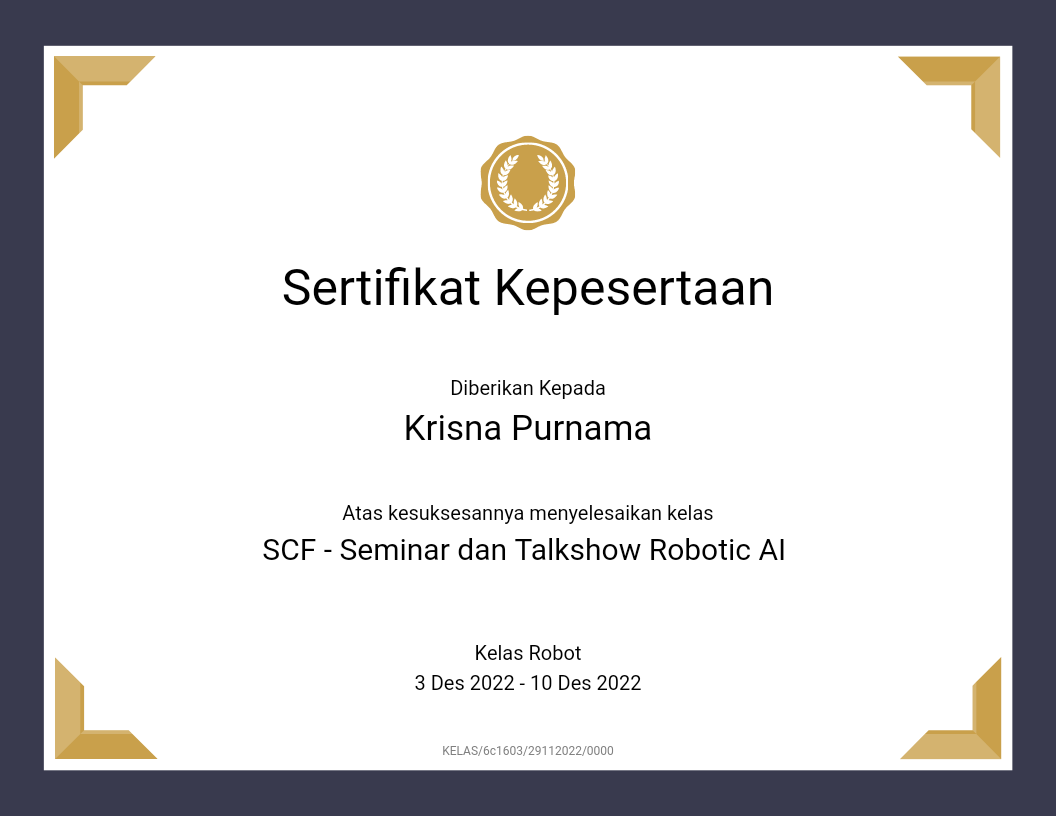 Sertifikat Kepesertaan
Diberikan Kepada
Krisna Purnama
Atas kesuksesannya menyelesaikan kelas
SCF - Seminar dan Talkshow Robotic AI
Kelas Robot
3 Des 2022 - 10 Des 2022
KELAS/6c1603/29112022/0000